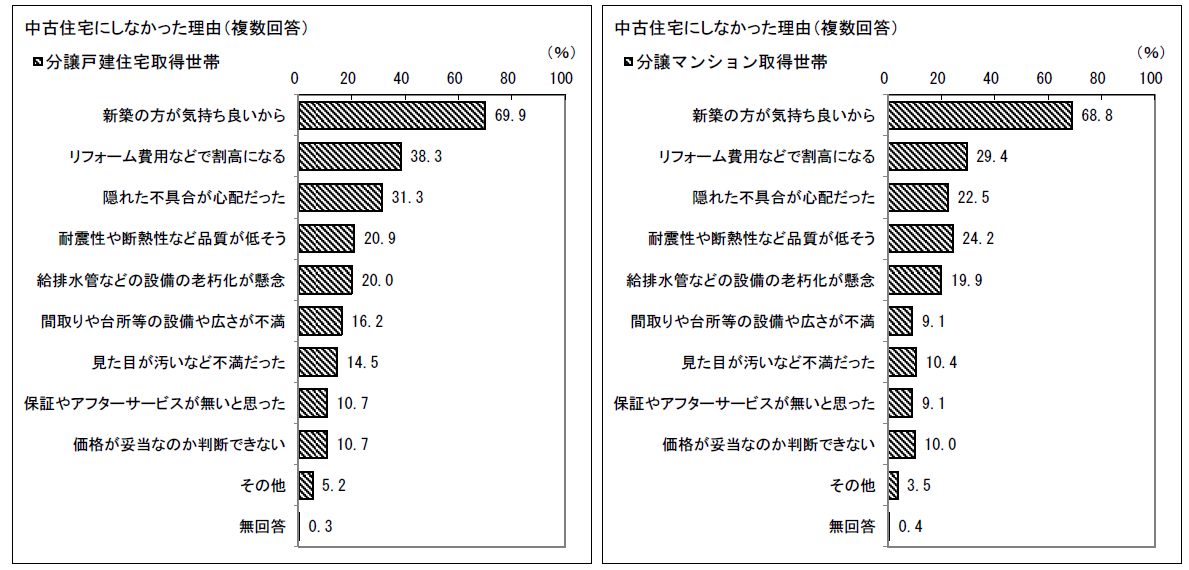 中古住宅にしなかった理由（複数回答）
■分譲戸建住宅取得世帯
（％）
0 20 40 60 80 100
新築の方が気持ち良いから 69.9
リフォーム費用などで割高になる 38.3
隠れた不具合が心配だった 31.3
耐震性や断熱性など品質が低そう 20.9
給排水管などの設備の老朽化が懸念 20.0
間取りや台所等の設備や広さが不満 16.2
見た目が汚いなど不満だった 14.5
保証やアフターサービスが無いと思った 10.7
価格が妥当なのか判断できない 10.7
その他 5.2
無回答 0.3
中古住宅にしなかった理由（複数回答）
■分譲マンション取得世帯
（％）
0 20 40 60 80 100
新築の方が気持ち良いから 68.8
リフォーム費用などで割高になる 29.4
隠れた不具合が心配だった 22.5
耐震性や断熱性など品質が低そう 24.2
給排水管などの設備の老朽化が懸念 19.9
間取りや台所等の設備や広さが不満 9.1
見た目が汚いなど不満だった 10.4
保証やアフターサービスが無いと思った 9.1
価格が妥当なのか判断できない 10.0
その他 3.5
無回答 0.4